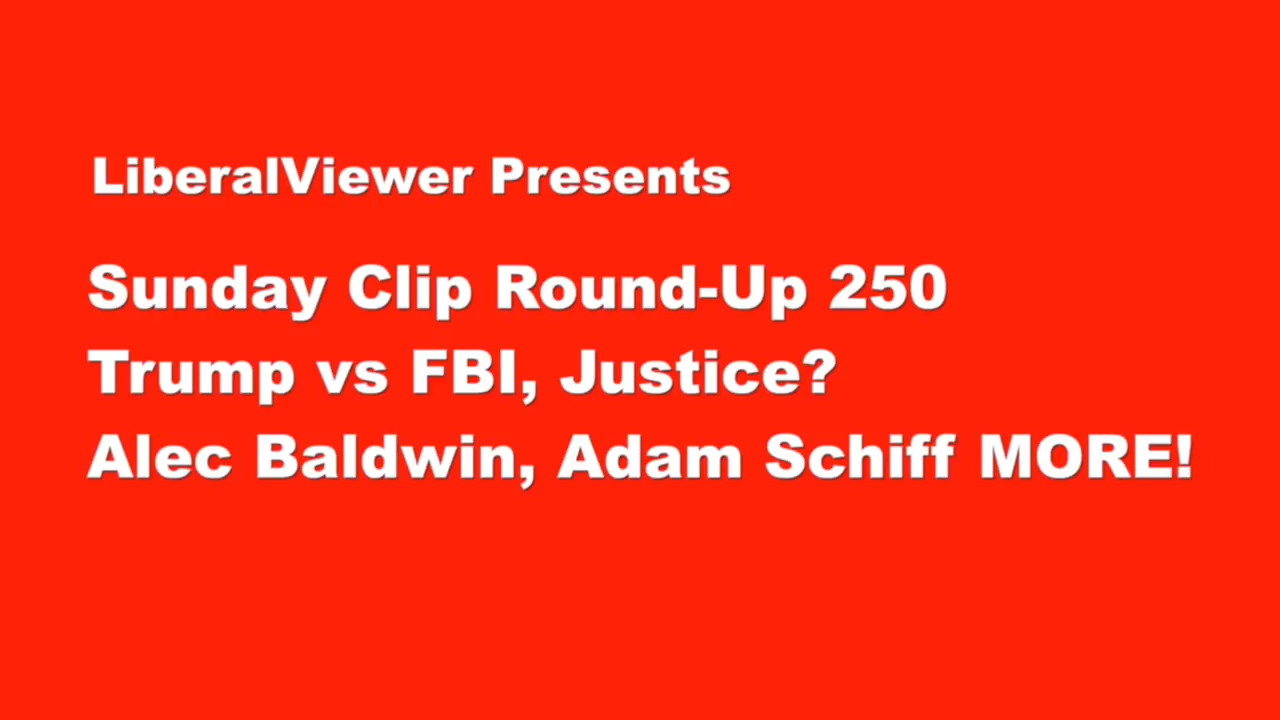 LiberalViewer Presents
Sunday Clip Round-Up 250
Trump vs FBI, Justice?
Alec Baldwin, Adam Schiff MORE!